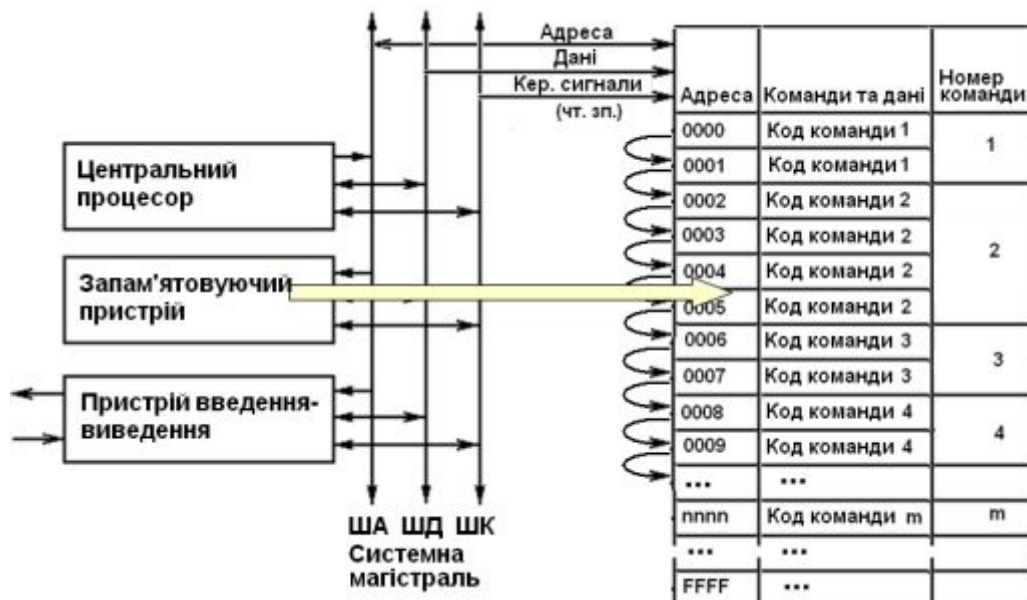 Адреса
Дані
Кер. сигнали
(чт. зп.)
Центральний
процесор
Запам'ятовуючий
пристрій
Пристрій введення-
виведення
ША ШД ШК
Системна
магістраль
Адреса Команди та дані Номер команди
0000 Код команди 1 1
0001 Код команди 1
0002 Код команди 2
0003 Код команди 2 2
0004 Код команди 2
0005 Код команди 2
0006 Код команди 3 3
0007 Код команди 3
0008 Код команди 4 4
0009 Код команди 4
... ...
nnnn Код команди m m
... ...
FFFF ...